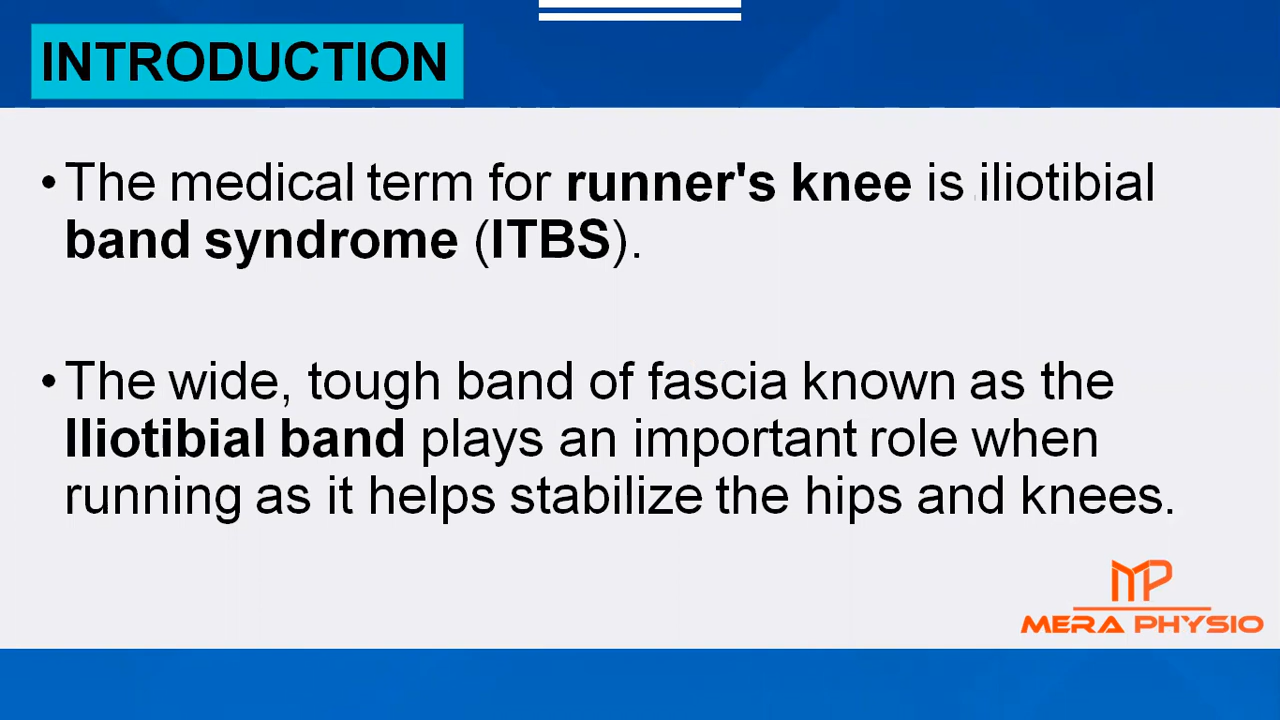 INTRODUCTION
•The medical term for runner's knee is iliotibial
band syndrome (ITBS).
•The wide, tough band of fascia known as the
Iliotibial band plays an important role when
running as it helps stabilize the hips and knees.
MP
MERA PHYSIO